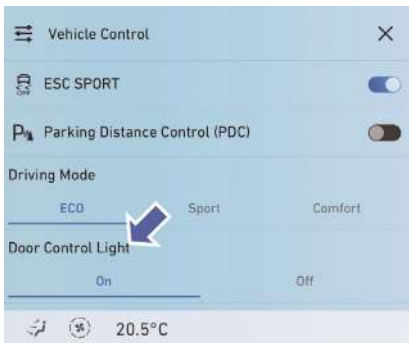 Vehicle Control
OFF
ESC SPORT
Parking Distance Control (PDC)
Driving Mode
ECO Sport Comfort
Door Control Light
On Off
20.5°C